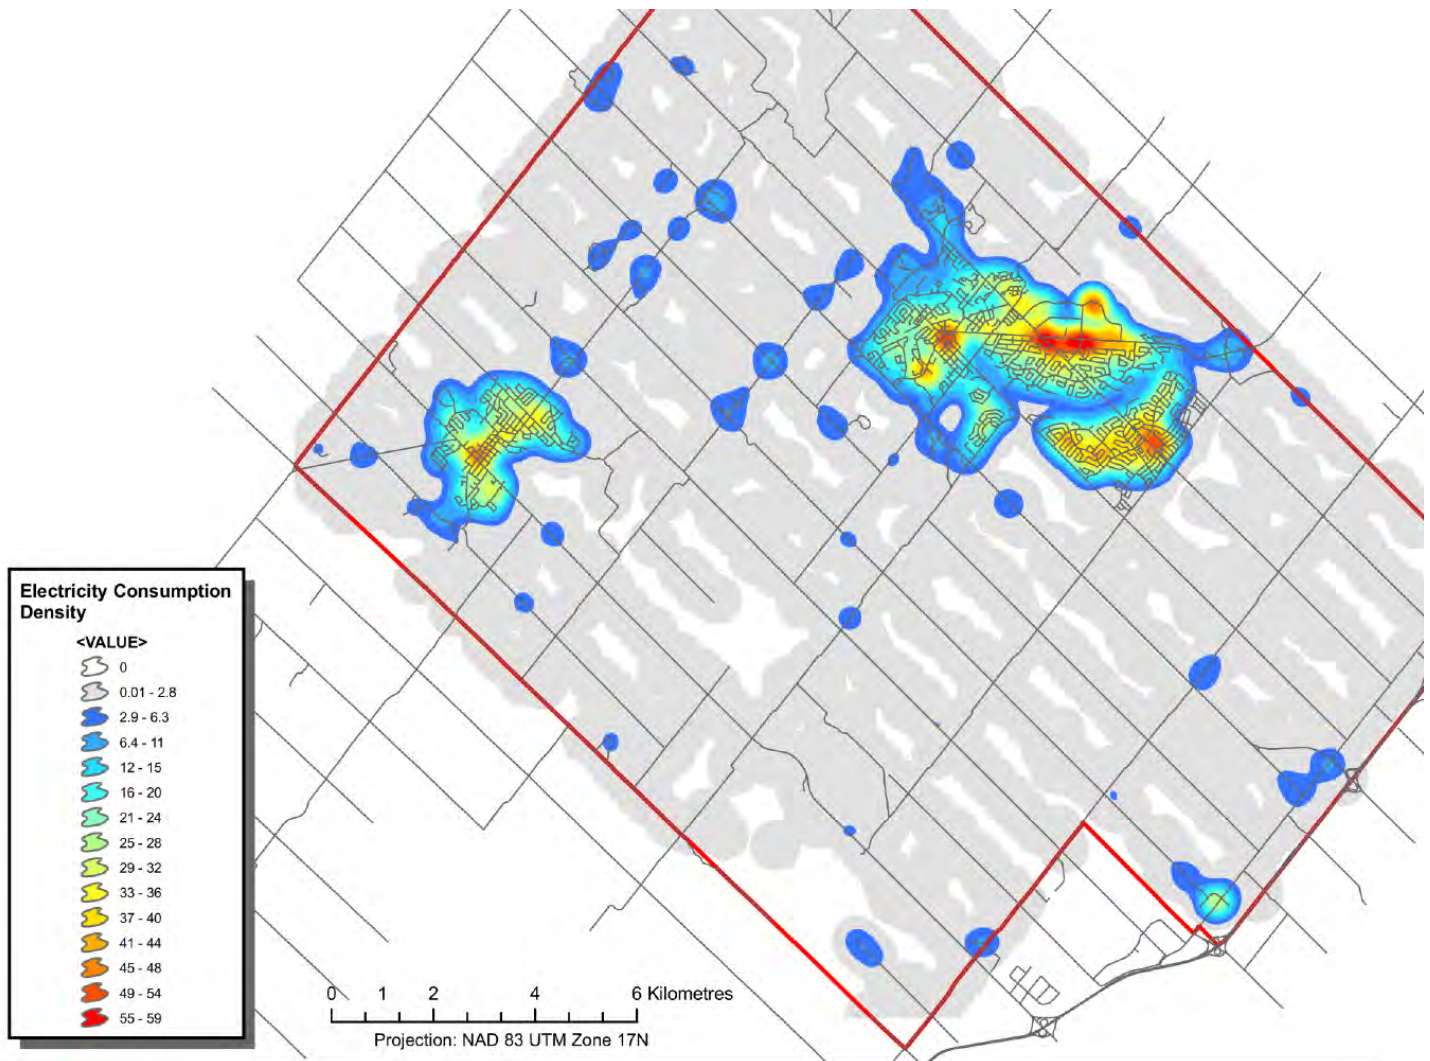 Electricity Consumption
Density
<VALUE>
0
0.01 - 2.8
2.9 - 6.3
6.4 - 11
12 - 15
16 - 20
21 - 24
25 - 28
29 - 32
33 - 36
37 - 40
41 - 44
45 - 48
49 - 54
55 - 59
0 1 2 4 6 Kilometres
Projection: NAD 83 UTM Zone 17N